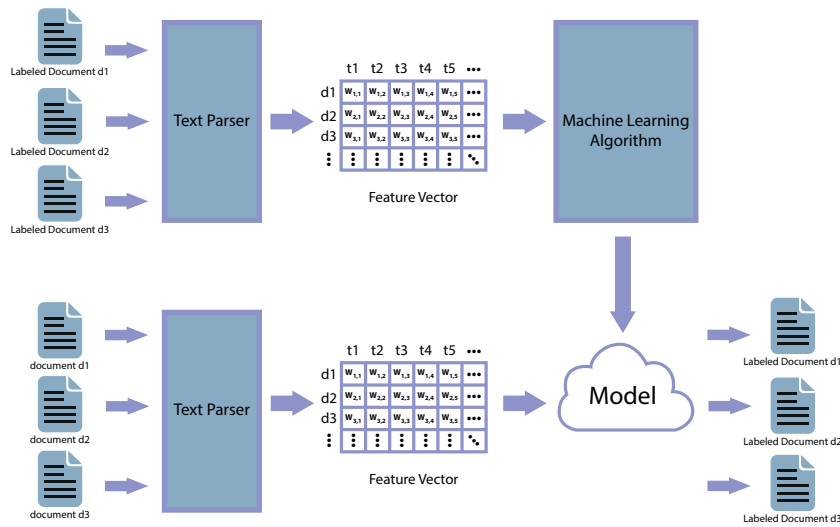 Labeled Document d1
Labeled Document d2
Labeled Document d3
Text Parser
t1 t2 t3 t4 t5 •••
d1 w1,1 w1,2 w1,3 w1,4 w1,5 •••
d2 w2,1 w2,2 w2,3 w2,4 w2,5 •••
d3 w3,1 w3,2 w3,3 w3,4 w3,5 •••
Feature Vector
Machine Learning
Algorithm
document d1
document d2
document d3
Text Parser
t1 t2 t3 t4 t5 •••
d1 w1,1 w1,2 w1,3 w1,4 w1,5 •••
d2 w2,1 w2,2 w2,3 w2,4 w2,5 •••
d3 w3,1 w3,2 w3,3 w3,4 w3,5 •••
Feature Vector
Model
Labeled Document d1
Labeled Document d2
Labeled Document d3